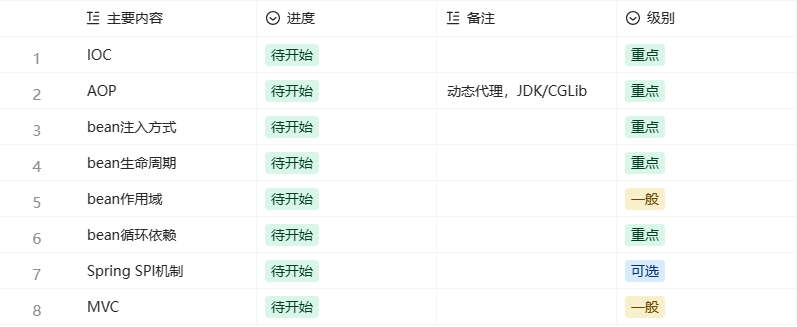 主要内容 进度 备注 级别
1 IOC 待开始 重点
2 AOP 待开始 动态代理，JDK/CGLib 重点
3 bean注入方式 待开始 重点
4 bean生命周期 待开始 重点
5 bean作用域 待开始 一般
6 bean循环依赖 待开始 重点
7 Spring SPI机制 待开始 可选
8 MVC 待开始 一般